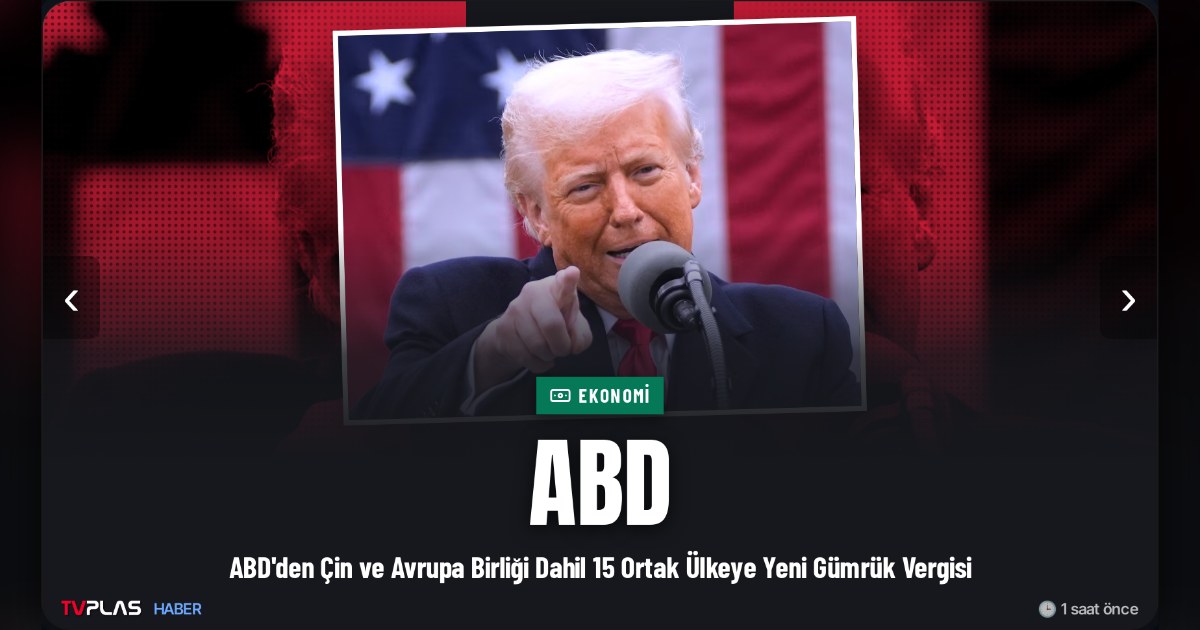 EKONOMİ
ABD
ABD'den Çin ve Avrupa Birliği Dahil 15 Ortak Ülkeye Yeni Gümrük Vergisi
TVPLAS HABER
1 saat önce